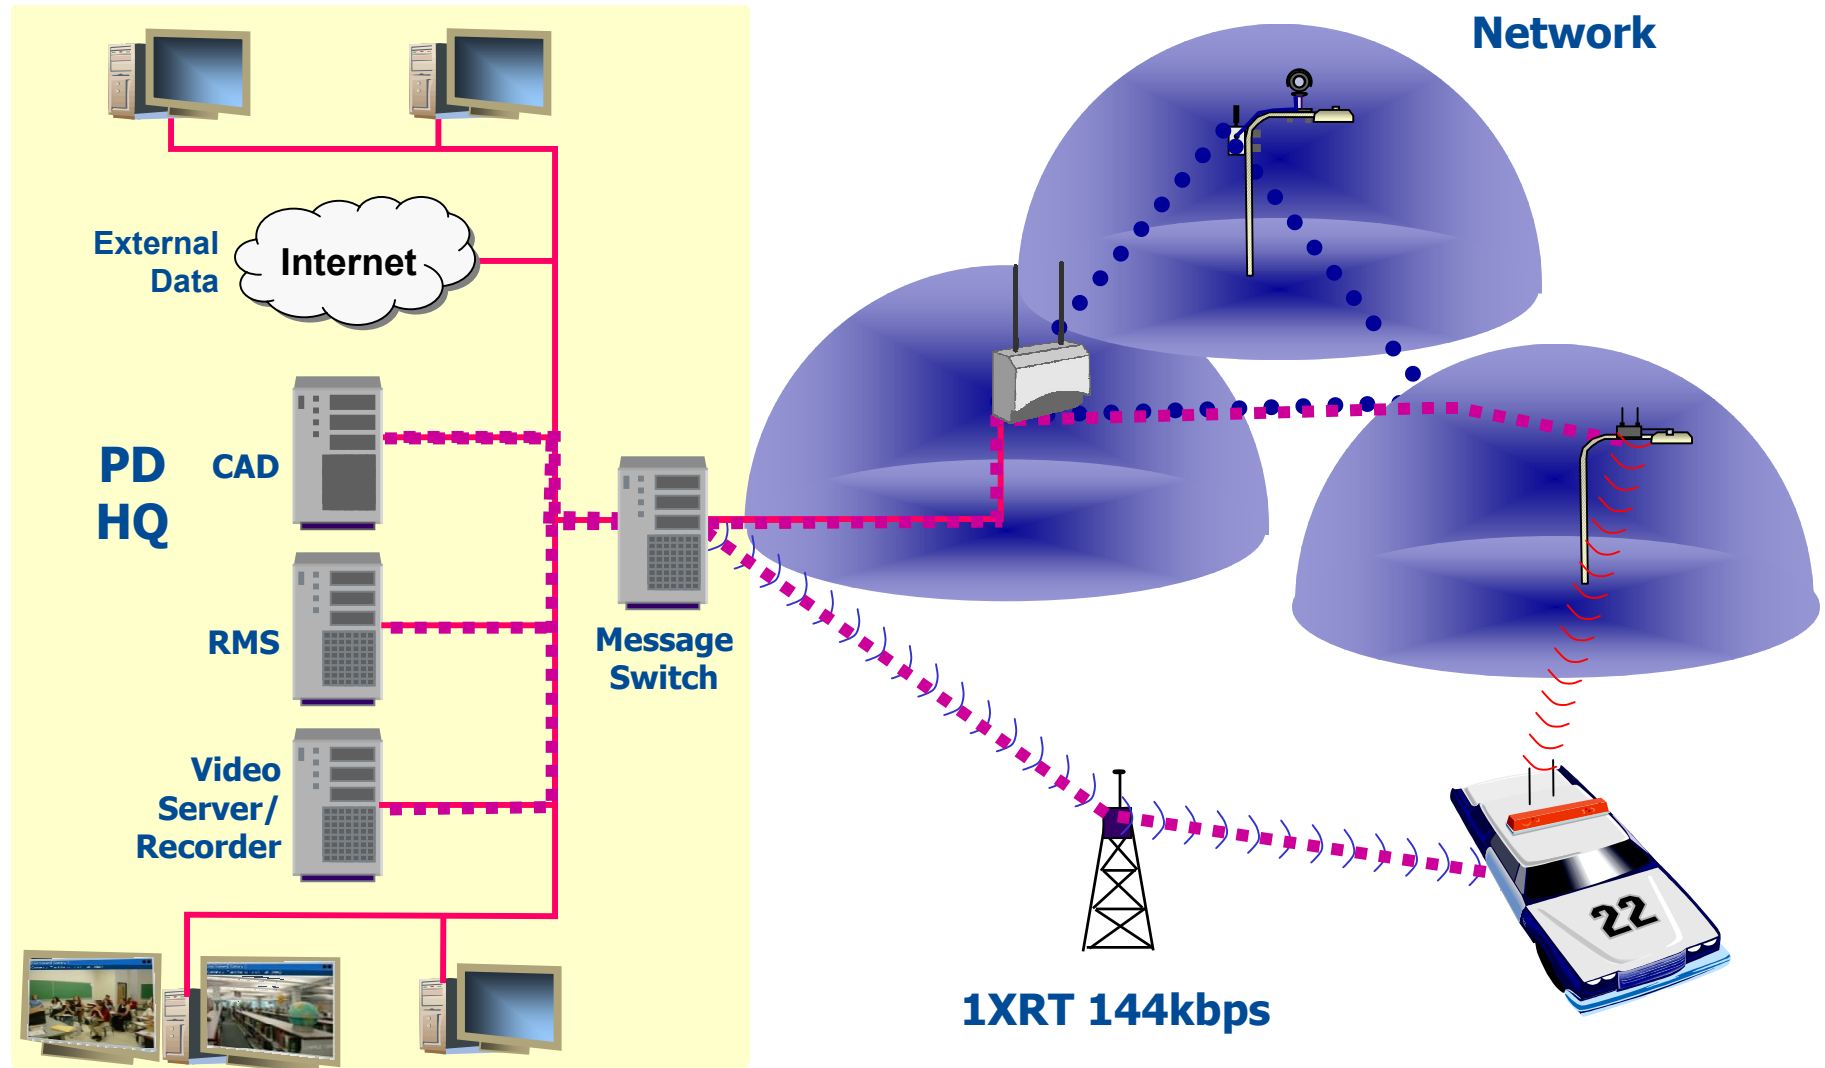 Network
External
Data
Internet
PD
HQ
CAD
RMS
Message
Switch
Video
Server/
Recorder
22
1XRT 144kbps